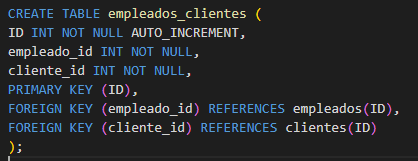 CREATE TABLE empleados_clientes (
ID INT NOT NULL AUTO_INCREMENT,
empleado_id INT NOT NULL,
cliente_id INT NOT NULL,
PRIMARY KEY (ID),
FOREIGN KEY (empleado_id) REFERENCES empleados(ID),
FOREIGN KEY (cliente_id) REFERENCES clientes(ID)
);